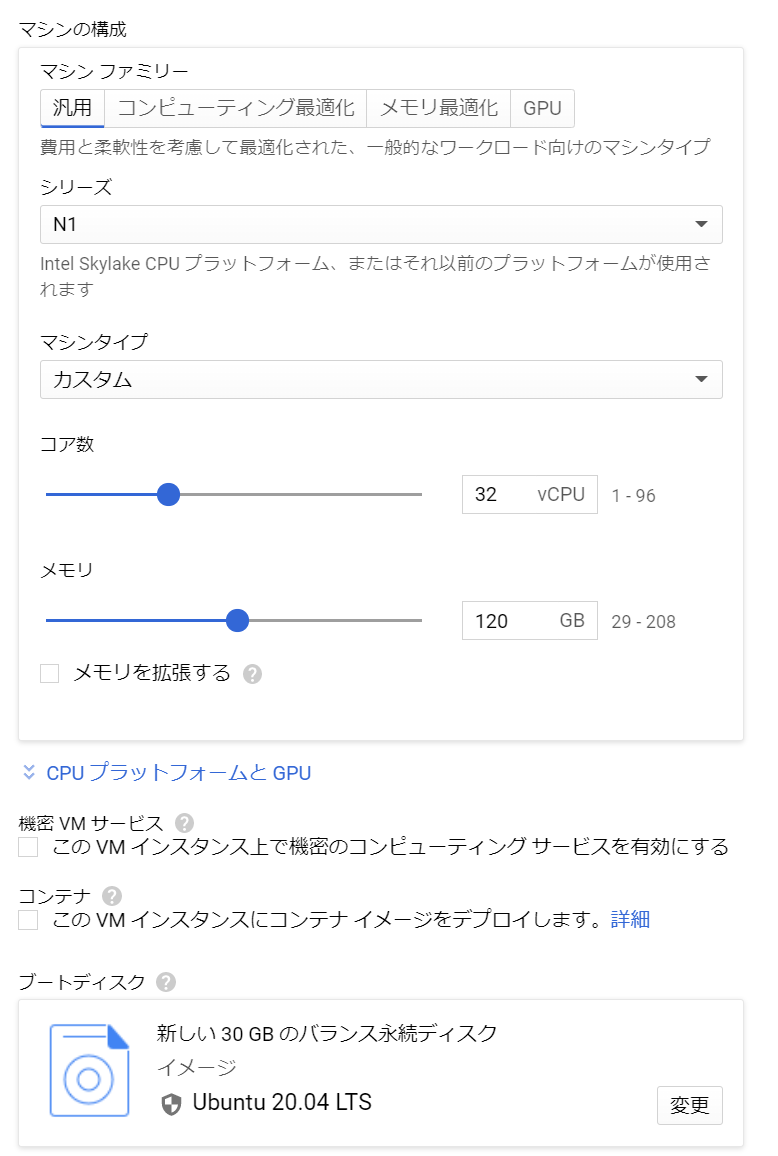 マシンの構成
マシン ファミリー
汎用 コンピューティング最適化 メモリ最適化 GPU
費用と柔軟性を考慮して最適化された、一般的なワークロード向けのマシンタイプ
シリーズ
N1
Intel Skylake CPU プラットフォーム、またはそれ以前のプラットフォームが使用さ
れます
マシンタイプ
カスタム
コア数
32 vCPU 1 - 96
メモリ
120 GB 29 - 208
メモリを拡張する ?
CPU プラットフォームと GPU
機密 VM サービス ?
この VM インスタンス上で機密のコンピューティング サービスを有効にする
コンテナ ?
この VM インスタンスにコンテナ イメージをデプロイします。詳細
ブートディスク ?
新しい 30 GB のバランス永続ディスク
イメージ
Ubuntu 20.04 LTS
変更